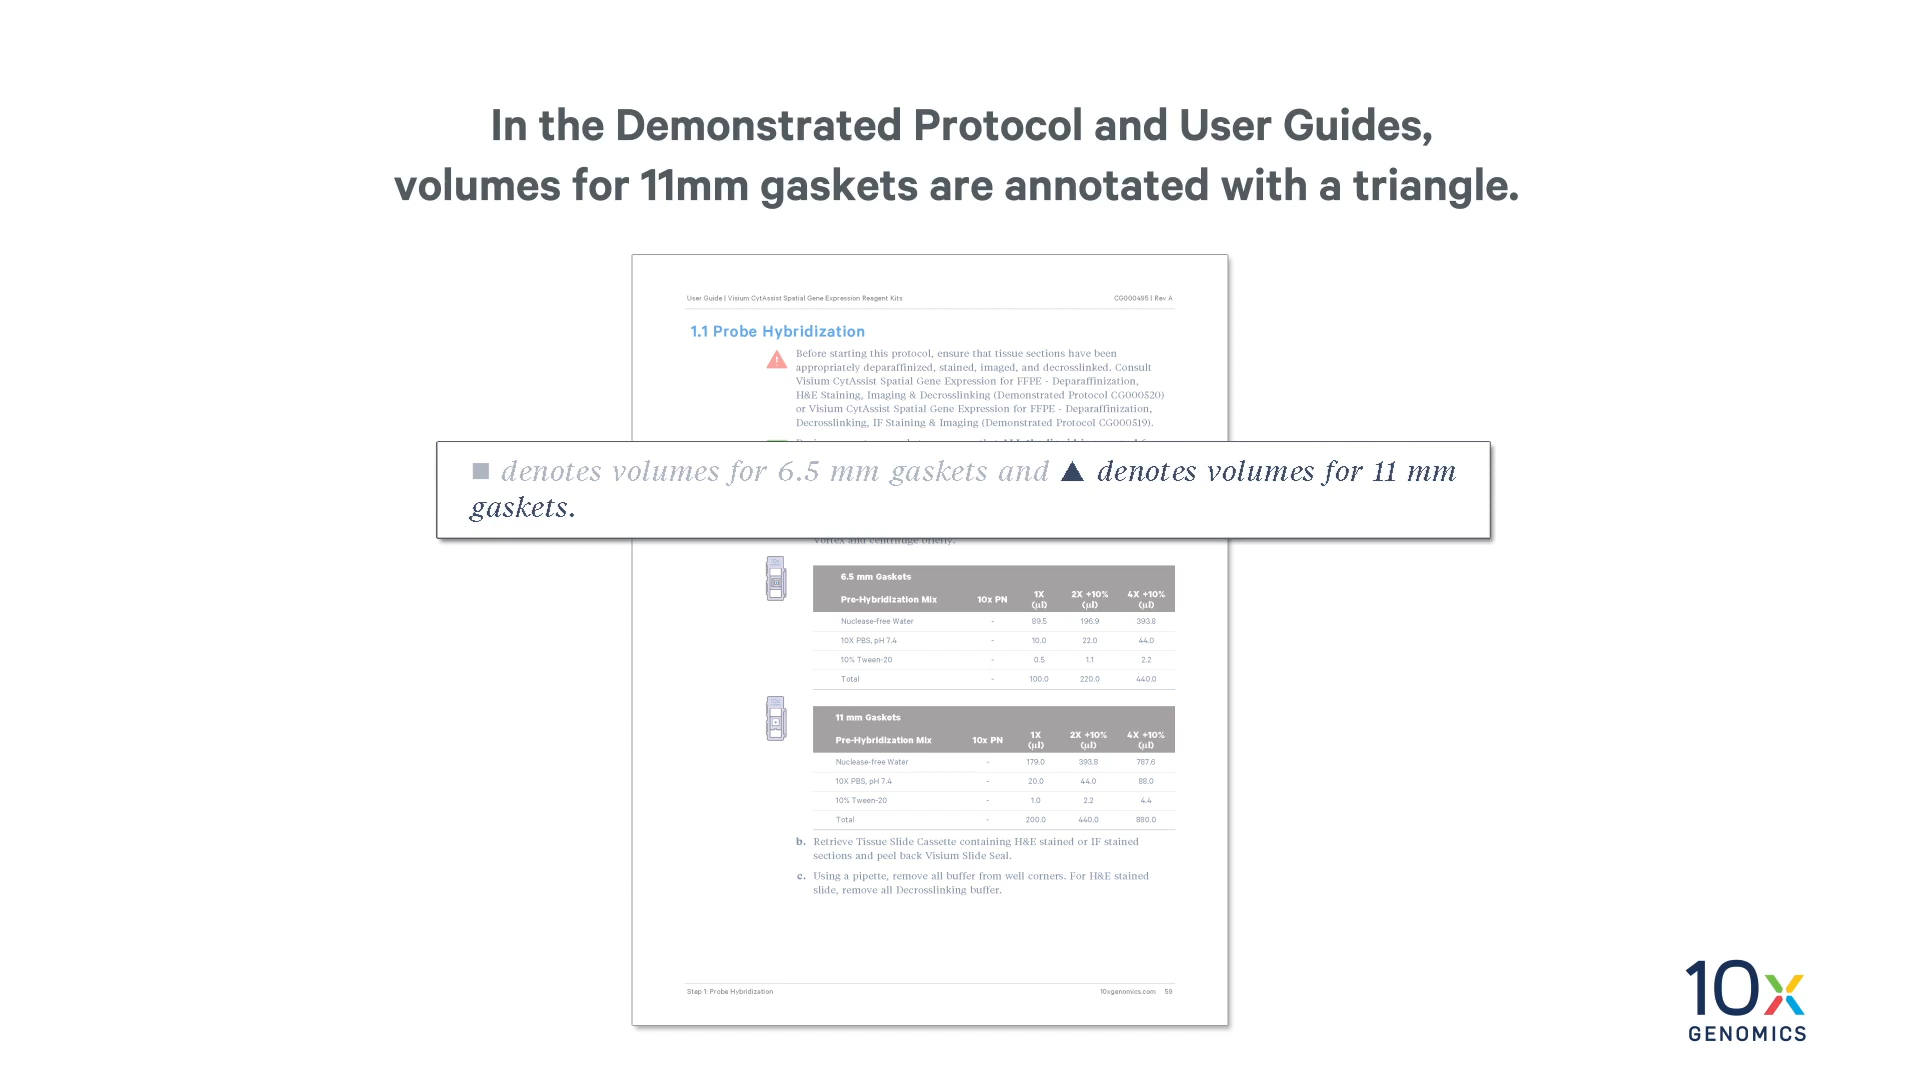 In the Demonstrated Protocol and User Guides,
volumes for 11mm gaskets are annotated with a triangle.
User Guide | Visium CytAssist Spatial Gene Expression Reagent Kits CG000495 | Rev A
1.1 Probe Hybridization
Before starting this protocol, ensure that tissue sections have been
appropriately deparaffinized, stained, imaged, and decrosslinked. Consult
Visium CytAssist Spatial Gene Expression for FFPE - Deparaffinization,
H&E Staining, Imaging & Decrosslinking (Demonstrated Protocol CG000520)
or Visium CytAssist Spatial Gene Expression for FFPE - Deparaffinization,
Decrosslinking, IF Staining & Imaging (Demonstrated Protocol CG000519).
■ denotes volumes for 6.5 mm gaskets and ▲ denotes volumes for 11 mm
gaskets.
vortex and centrifuge briefly.
6.5 mm Gaskets
Pre-Hybridization Mix 10x PN 1X (µl) 2X +10% (µl) 4X +10% (µl)
Nuclease-free Water - 89.5 196.9 393.8
10X PBS, pH 7.4 - 10.0 22.0 44.0
10% Tween-20 - 0.5 1.1 2.2
Total - 100.0 220.0 440.0
11 mm Gaskets
Pre-Hybridization Mix 10x PN 1X (µl) 2X +10% (µl) 4X +10% (µl)
Nuclease-free Water - 179.0 393.8 787.6
10X PBS, pH 7.4 - 20.0 44.0 88.0
10% Tween-20 - 1.0 2.2 4.4
Total - 200.0 440.0 880.0
b. Retrieve Tissue Slide Cassette containing H&E stained or IF stained
sections and peel back Visium Slide Seal.
c. Using a pipette, remove all buffer from well corners. For H&E stained
slide, remove all Decrosslinking buffer.
Step 1: Probe Hybridization 10xgenomics.com 59
10x
GENOMICS